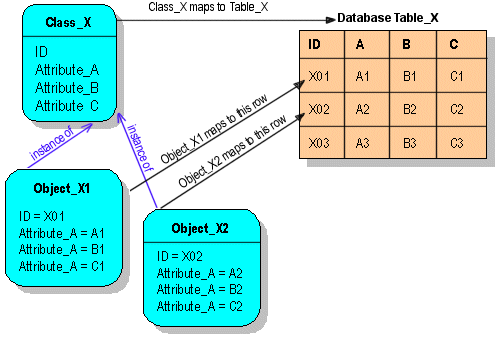 Class_X
ID
Attribute_A
Attribute_B
Attribute C
Class_X maps to Table_X
Database Table_X
ID A B C
X01 A1 B1 C1
X02 A2 B2 C2
X03 A3 B3 C3
instance of
instance of
Object_X1 maps to this row
Object_X2 maps to this row
Object_X1
ID = X01
Attribute_A = A1
Attribute_A = B1
Attribute_A = C1
Object_X2
ID = X02
Attribute_A = A2
Attribute_A = B2
Attribute_A = C2